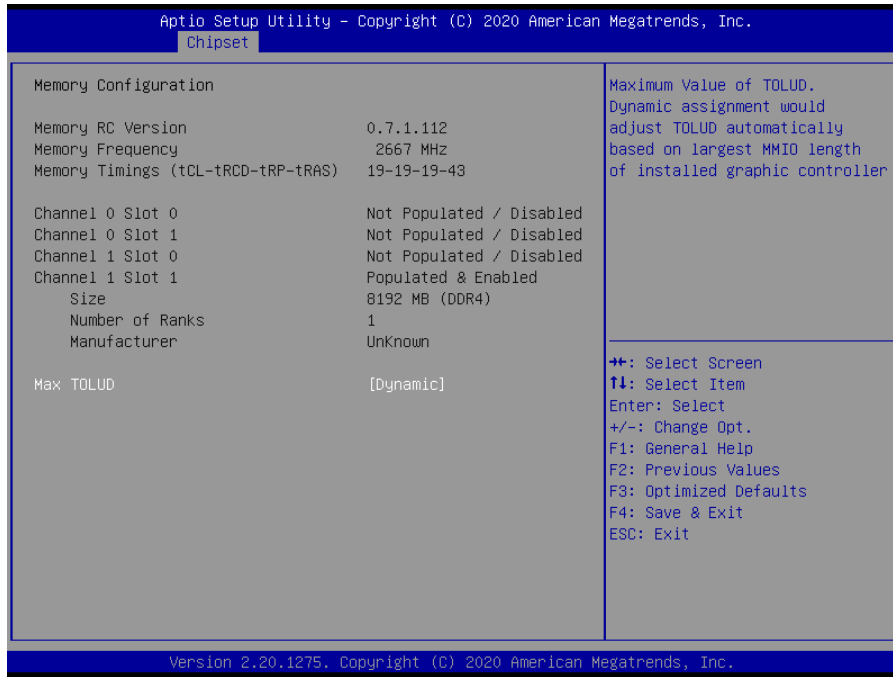 Aptio Setup Utility – Copyright (C) 2020 American Megatrends, Inc.
Chipset
Memory Configuration
Memory RC Version 0.7.1.112
Memory Frequency 2667 MHz
Memory Timings (tCL-tRCD-tRP-tRAS) 19-19-19-43
Channel 0 Slot 0 Not Populated / Disabled
Channel 0 Slot 1 Not Populated / Disabled
Channel 1 Slot 0 Not Populated / Disabled
Channel 1 Slot 1 Populated & Enabled
Size 8192 MB (DDR4)
Number of Ranks 1
Manufacturer UnKnown
Max TOLUD [Dynamic]
Maximum Value of TOLUD.
Dynamic assignment would
adjust TOLUD automatically
based on largest MMIO length
of installed graphic controller
→←: Select Screen
↑↓: Select Item
Enter: Select
+/-: Change Opt.
F1: General Help
F2: Previous Values
F3: Optimized Defaults
F4: Save & Exit
ESC: Exit
Version 2.20.1275. Copyright (C) 2020 American Megatrends, Inc.